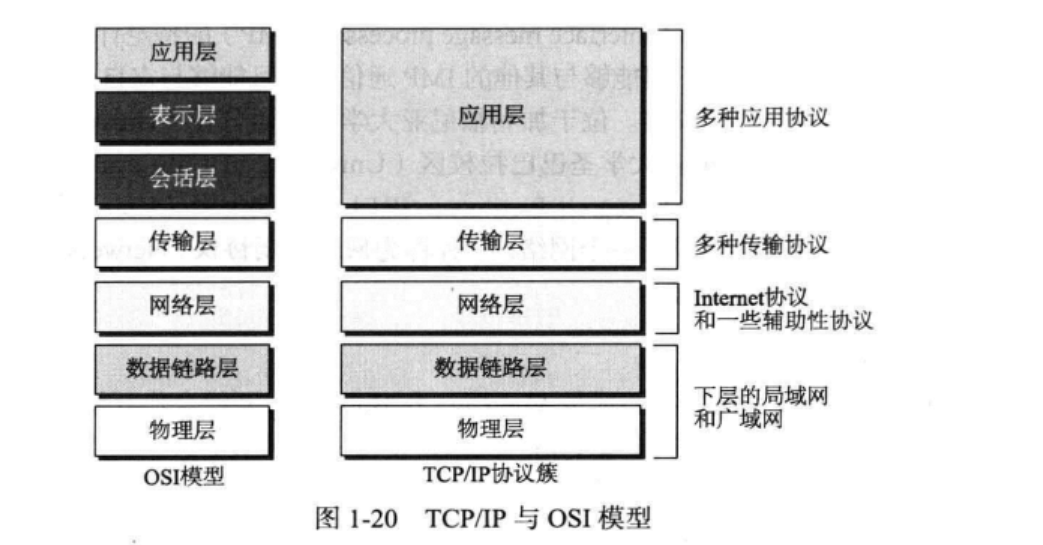 应用层
表示层
会话层
传输层
网络层
数据链路层
物理层
OSI模型
应用层
传输层
网络层
数据链路层
物理层
TCP/IP协议簇
多种应用协议
多种传输协议
Internet协议
和一些辅助性协议
下层的局域网
和广域网
图 1-20 TCP/IP 与 OSI 模型